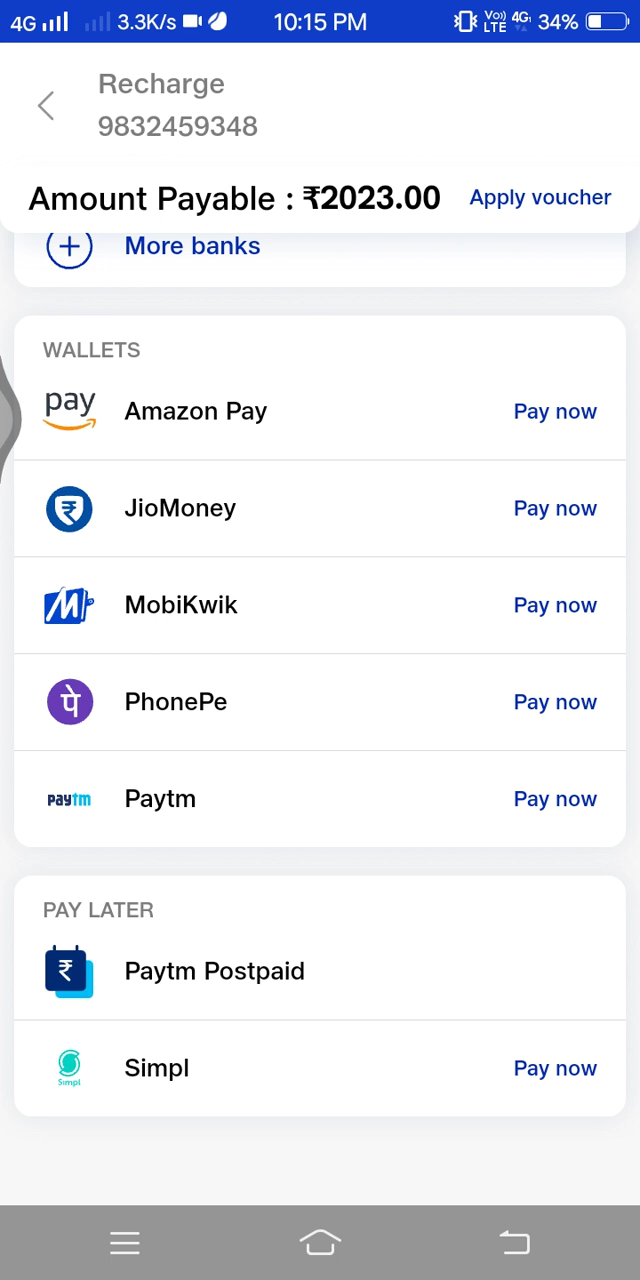 4G 3.3K/s 10:15 PM Vo)) LTE 4G 34%
Recharge
9832459348
Amount Payable : ₹2023.00 Apply voucher
More banks
WALLETS
pay Amazon Pay Pay now
₹ JioMoney Pay now
M MobiKwik Pay now
पे PhonePe Pay now
paytm Paytm Pay now
PAY LATER
₹ Paytm Postpaid
Simpl Simpl Pay now